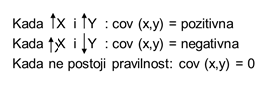 Kada ↑X i ↑Y : cov (x,y) = pozitivna
Kada ↑X i ↓Y : cov (x,y) = negativna
Kada ne postoji pravilnost: cov (x,y) = 0